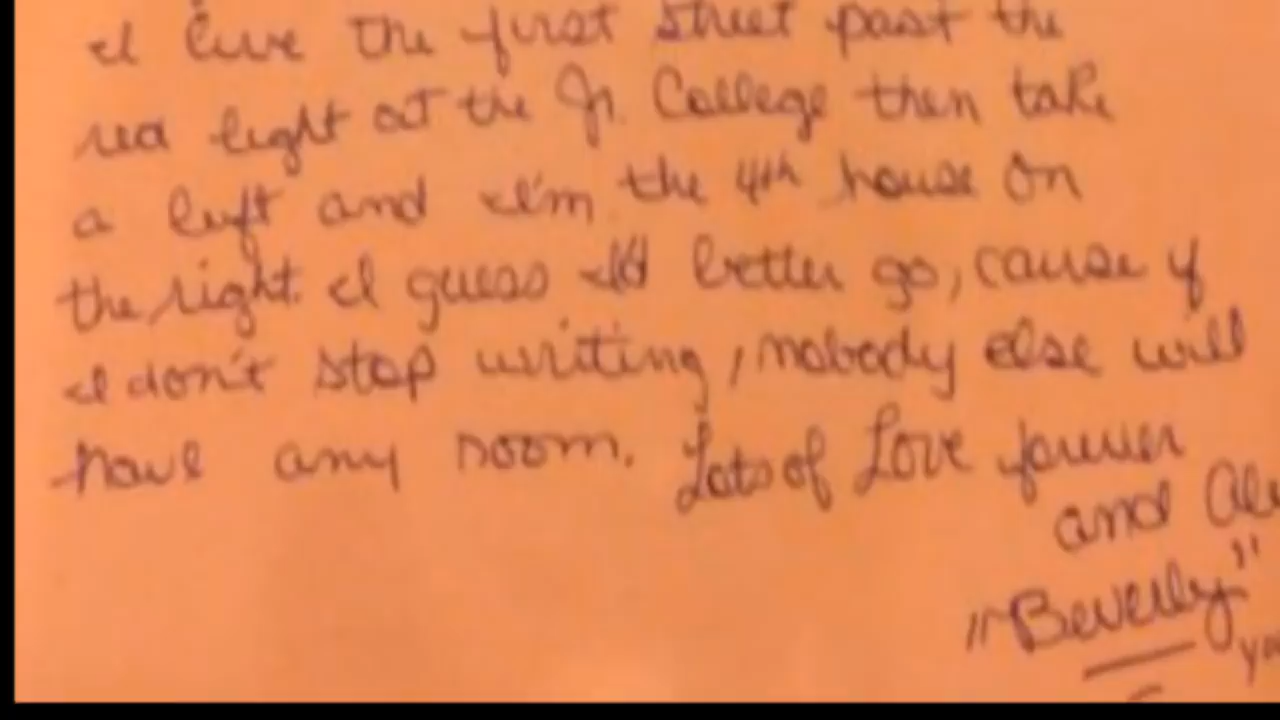 I live the first street past the
red light at the Jr. College then take
a left and I'm the 4th house on
the right. I guess I'd better go, cause if
I don't stop writing, nobody else will
have any room. Lots of Love forever
and
"Beverly"